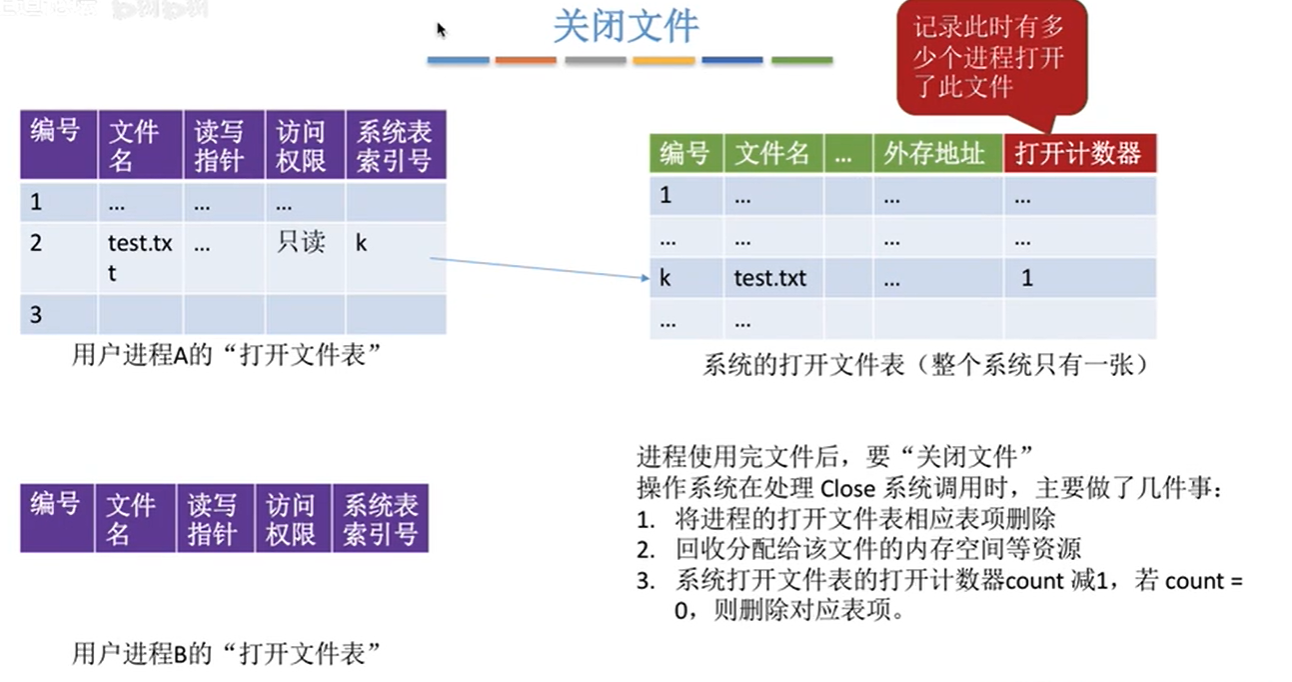 关闭文件
记录此时有多
少个进程打开
了此文件
编号 文件名 读写指针 访问权限 系统表索引号
1 ... ... ...
2 test.txt ... 只读 k
3
用户进程A的“打开文件表”
编号 文件名 ... 外存地址 打开计数器
1 ... ... ...
... ... ... ...
k test.txt ... 1
... ...
系统的打开文件表（整个系统只有一张）
编号 文件名 读写指针 访问权限 系统表索引号
用户进程B的“打开文件表”
进程使用完文件后，要“关闭文件”
操作系统在处理 Close 系统调用时，主要做了几件事：
1. 将进程的打开文件表相应表项删除
2. 回收分配给该文件的内存空间等资源
3. 系统打开文件表的打开计数器count 减1，若 count =
0，则删除对应表项。